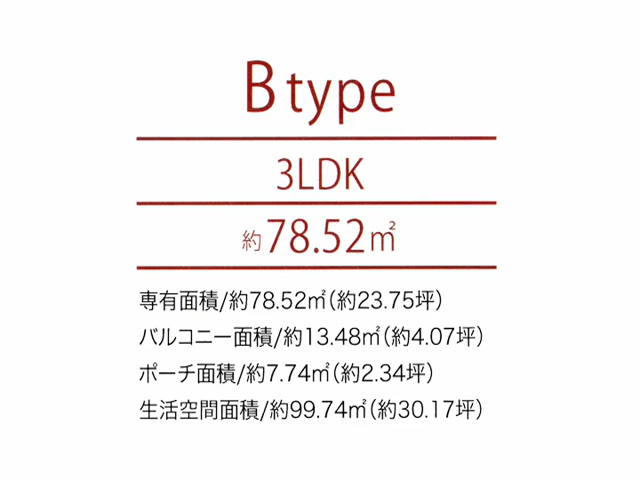 B type
3LDK
約78.52㎡
専有面積/約78.52㎡(約23.75坪)
バルコニー面積/約13.48㎡(約4.07坪)
ポーチ面積/約7.74㎡(約2.34坪)
生活空間面積/約99.74㎡(約30.17坪)